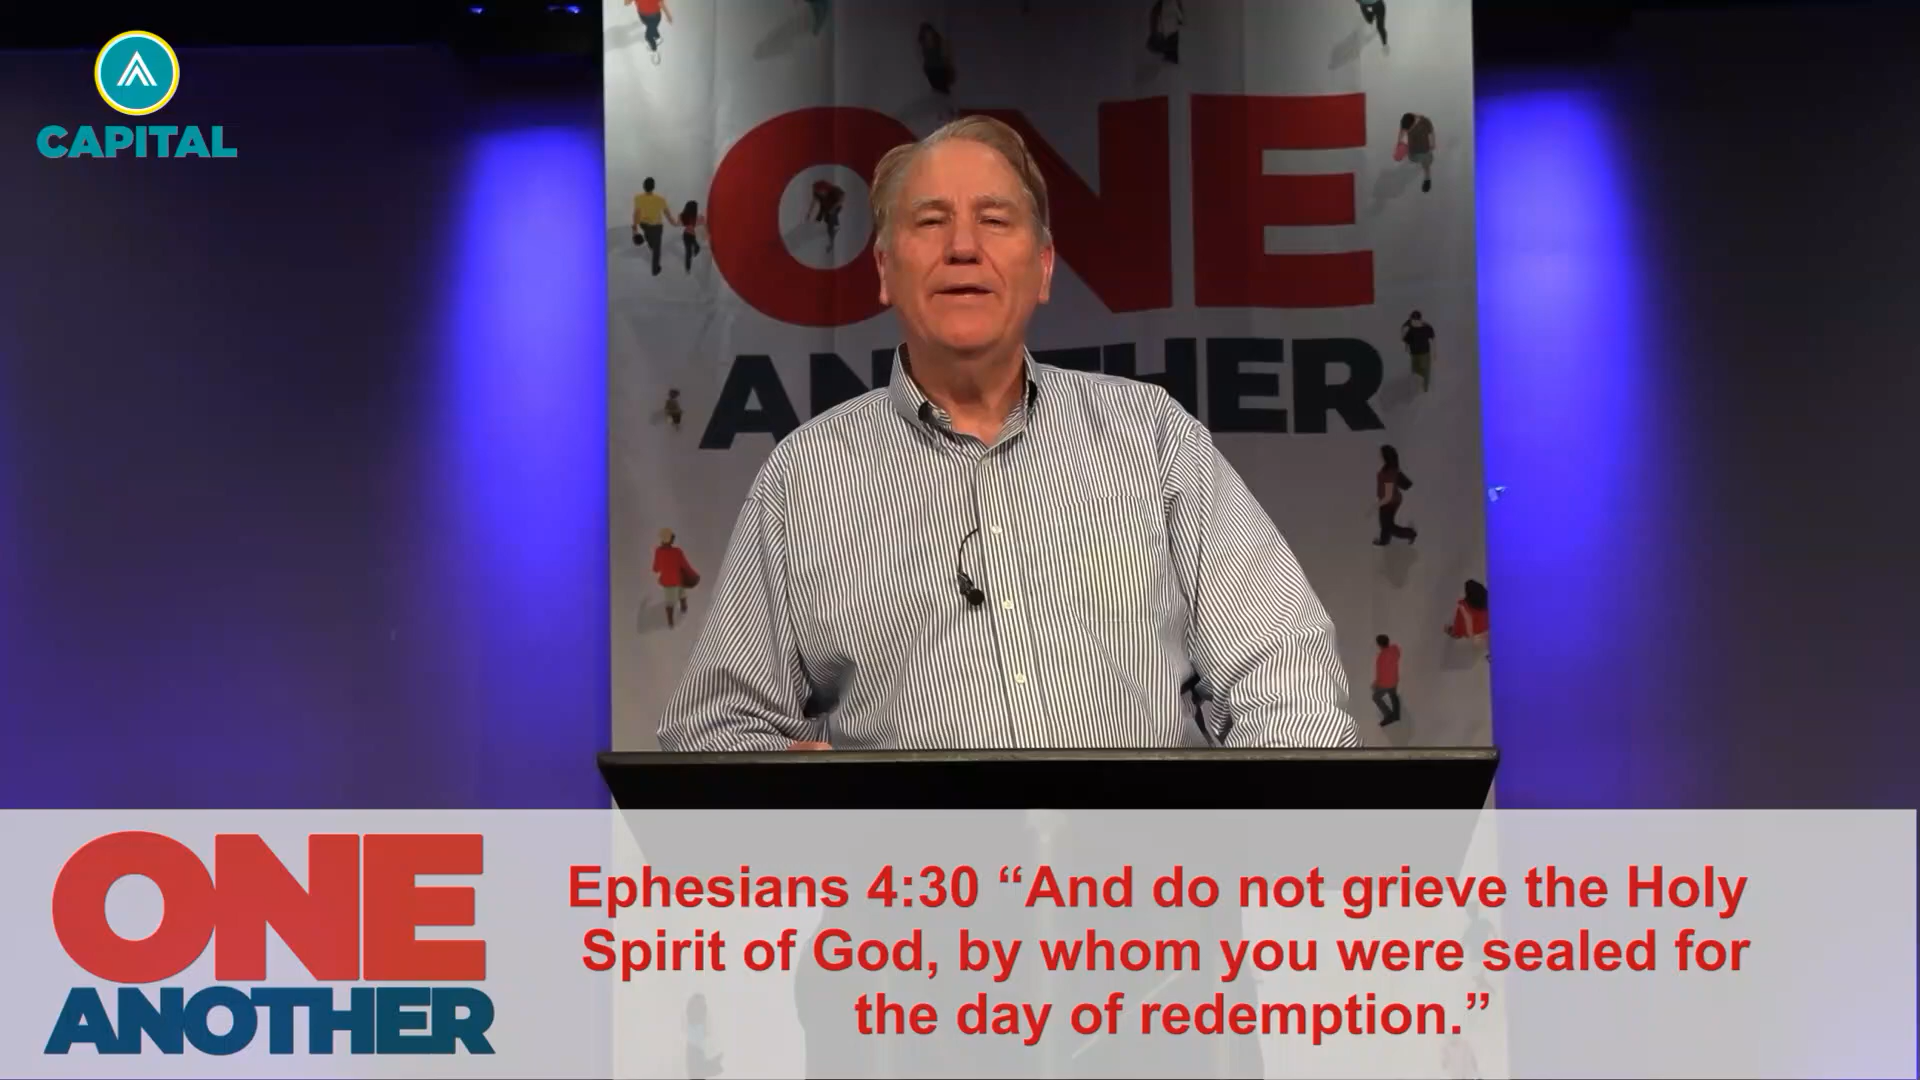 CAPITAL
ONE
ANOTHER
ONE
ANOTHER
Ephesians 4:30 “And do not grieve the Holy
Spirit of God, by whom you were sealed for
the day of redemption.”